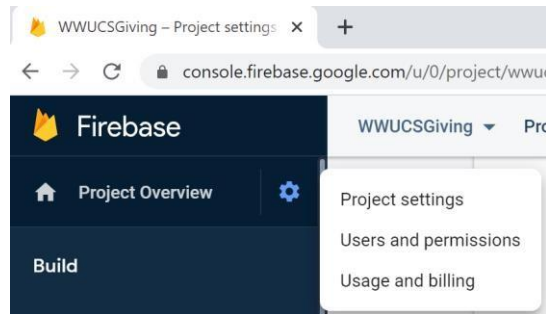 WWUCSGiving – Project settings
console.firebase.google.com/u/0/project/wwuc
Firebase
WWUCSGiving
Project Overview
Project settings
Users and permissions
Build
Usage and billing